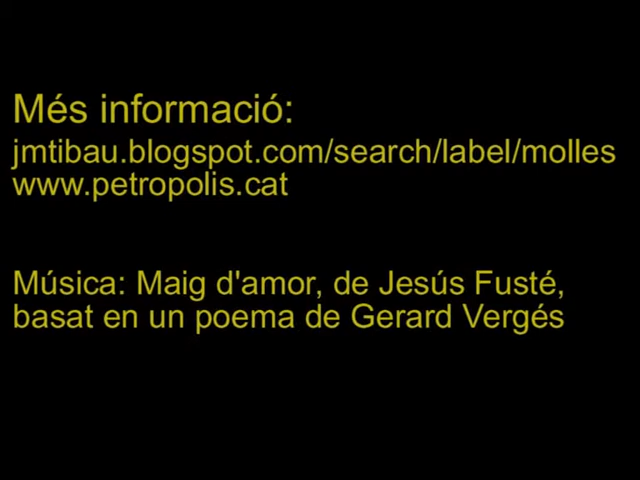 Més informació:
jmtibau.blogspot.com/search/label/molles
www.petropolis.cat
Música: Maig d'amor, de Jesús Fusté,
basat en un poema de Gerard Vergés